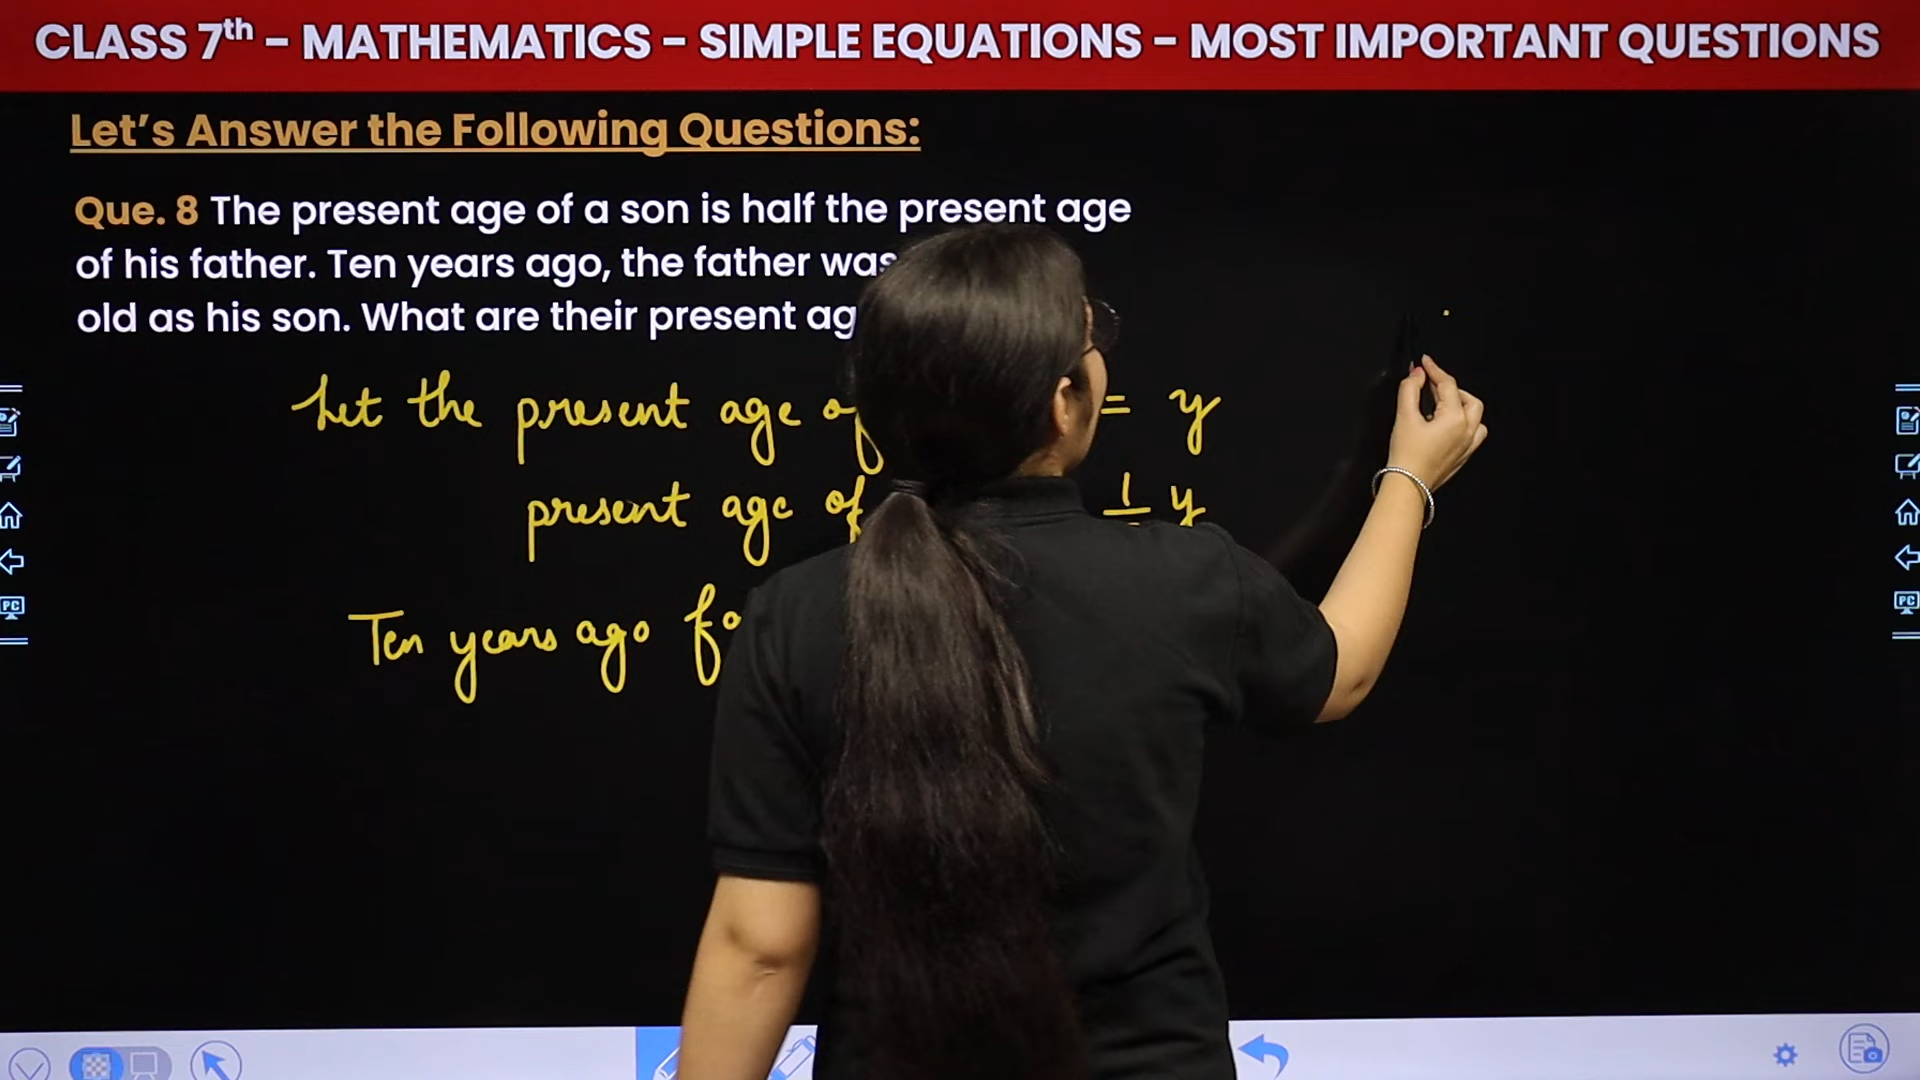 CLASS 7th - MATHEMATICS - SIMPLE EQUATIONS - MOST IMPORTANT QUESTIONS
Let's Answer the Following Questions:
Que. 8 The present age of a son is half the present age
of his father. Ten years ago, the father was
old as his son. What are their present
Let the present age = y
present age of 1 y
Ten years ago
PC
PC